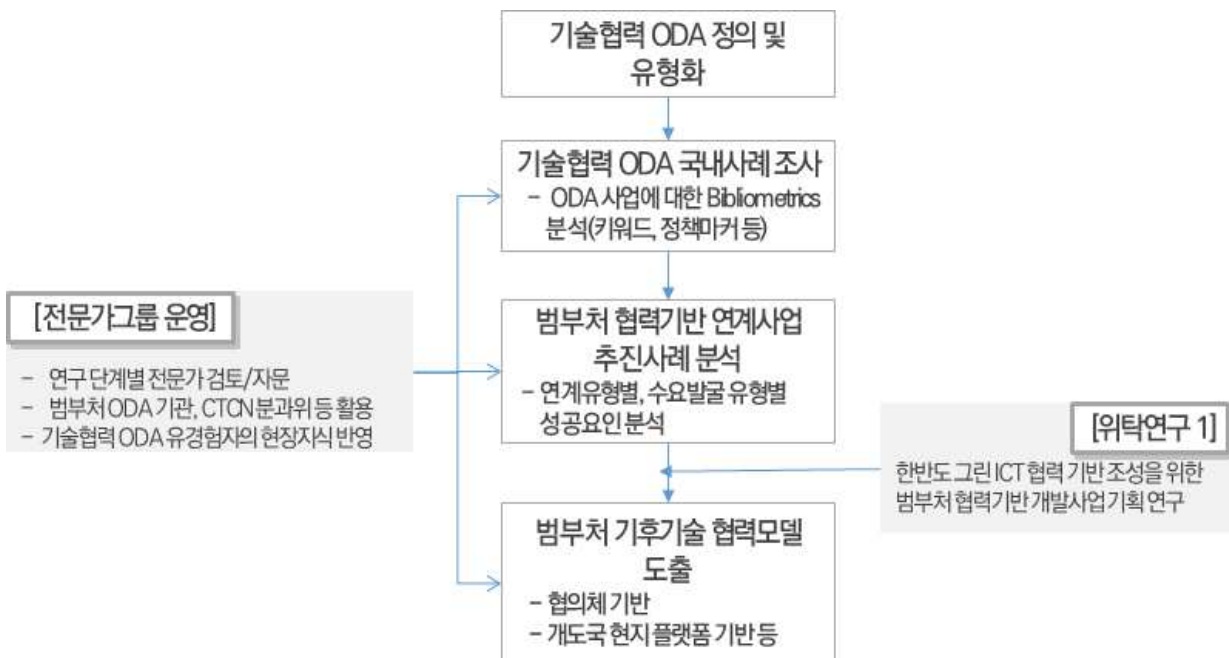 기술협력 ODA 정의 및
유형화
기술협력 ODA 국내사례 조사
- ODA 사업에 대한 Bibliometrics
분석(키워드, 정책마커 등)
[전문가그룹 운영]
- 연구 단계별 전문가 검토/자문
- 범부처 ODA 기관, CTCN 분과위 등 활용
- 기술협력 ODA 유경험자의 현장지식 반영
범부처 협력기반 연계사업
추진사례 분석
- 연계유형별, 수요발굴 유형별
성공요인 분석
[위탁연구 1]
한반도 그린 ICT 협력 기반 조성을 위한
범부처 협력기반 개발사업 기획 연구
범부처 기후기술 협력모델
도출
- 협의체 기반
- 개도국 현지 플랫폼 기반 등